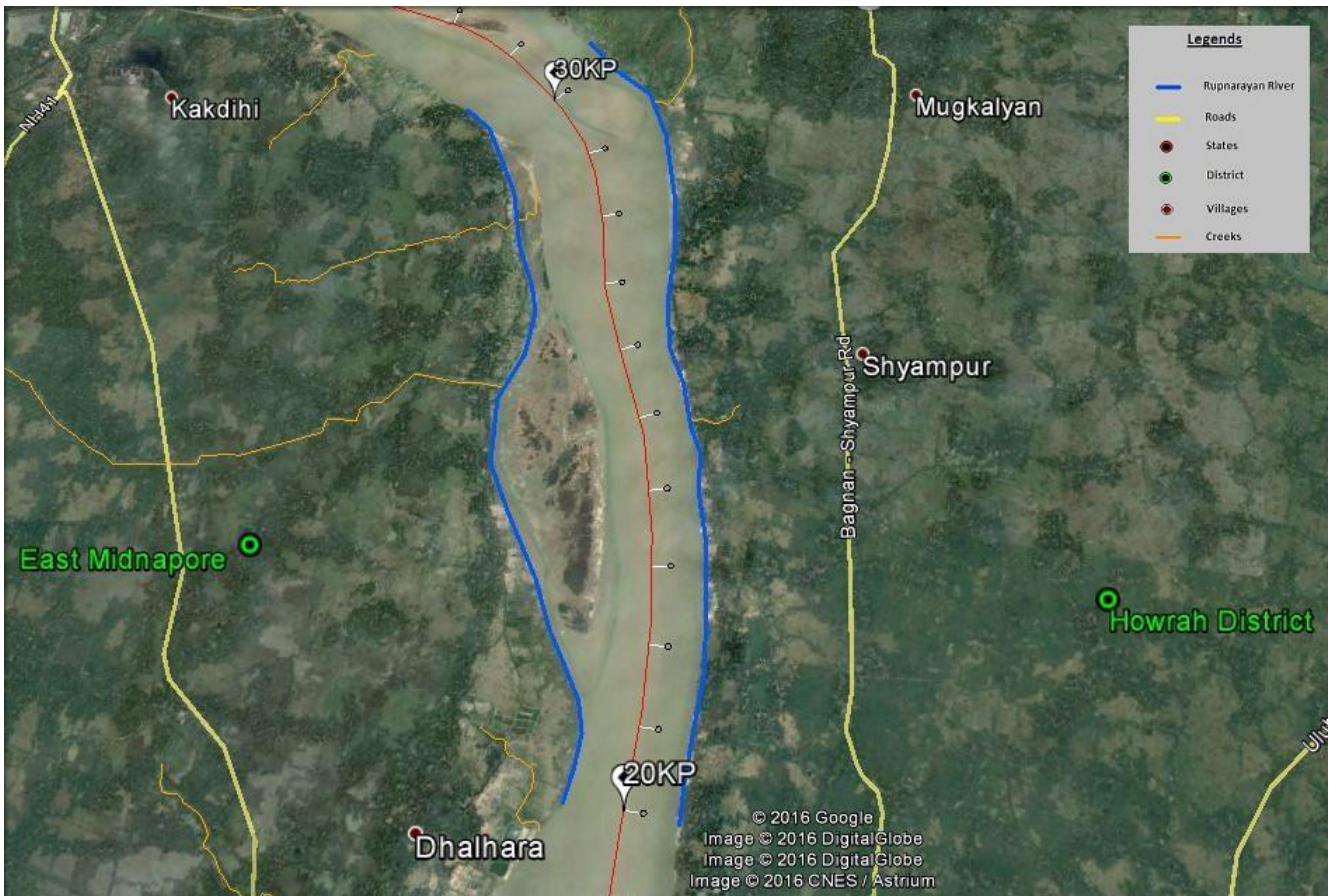 Legends
Rupnarayan River
Roads
States
District
Villages
Creeks
30KP
Kakdihi
NH41
Mugkalyan
Shyampur
Bagnan - Shyampur Rd
East Midnapore
Howrah District
20KP
Dhalhara
© 2016 Google
Image © 2016 DigitalGlobe
Image © 2016 DigitalGlobe
Image © 2016 CNES / Astrium